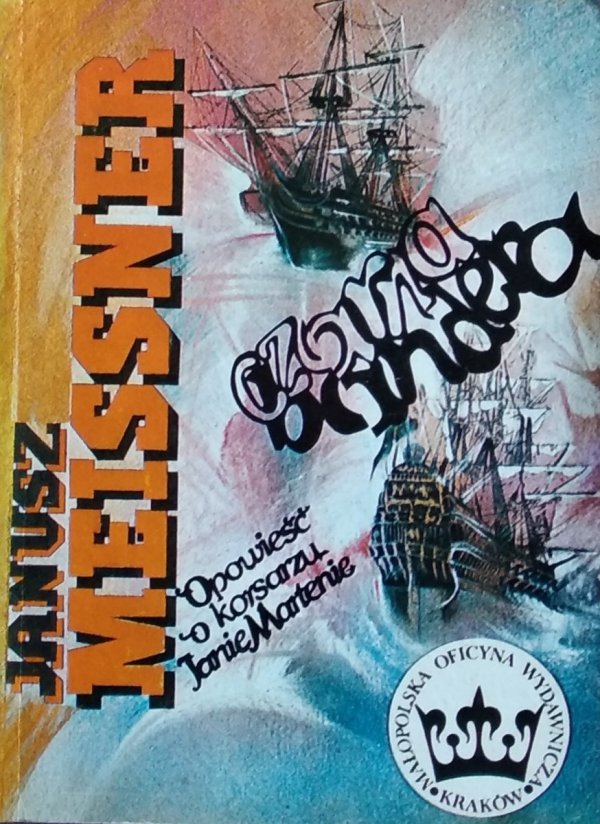 JANUSZ
MEISSNER
czarna
bandera
Opowieść
o korsarzu
Janie Martenie
MAŁOPOLSKA OFICYNA WYDAWNICZA
• KRAKÓW •